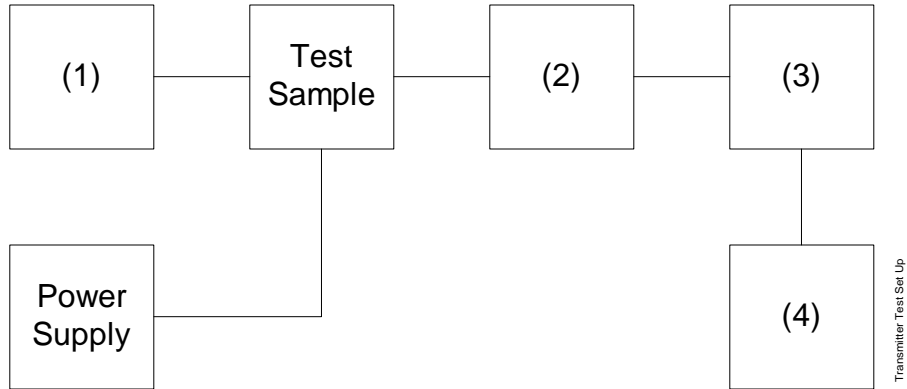 (1)
Test
Sample
(2)
(3)
Power
Supply
(4)
Transmitter Test Set Up